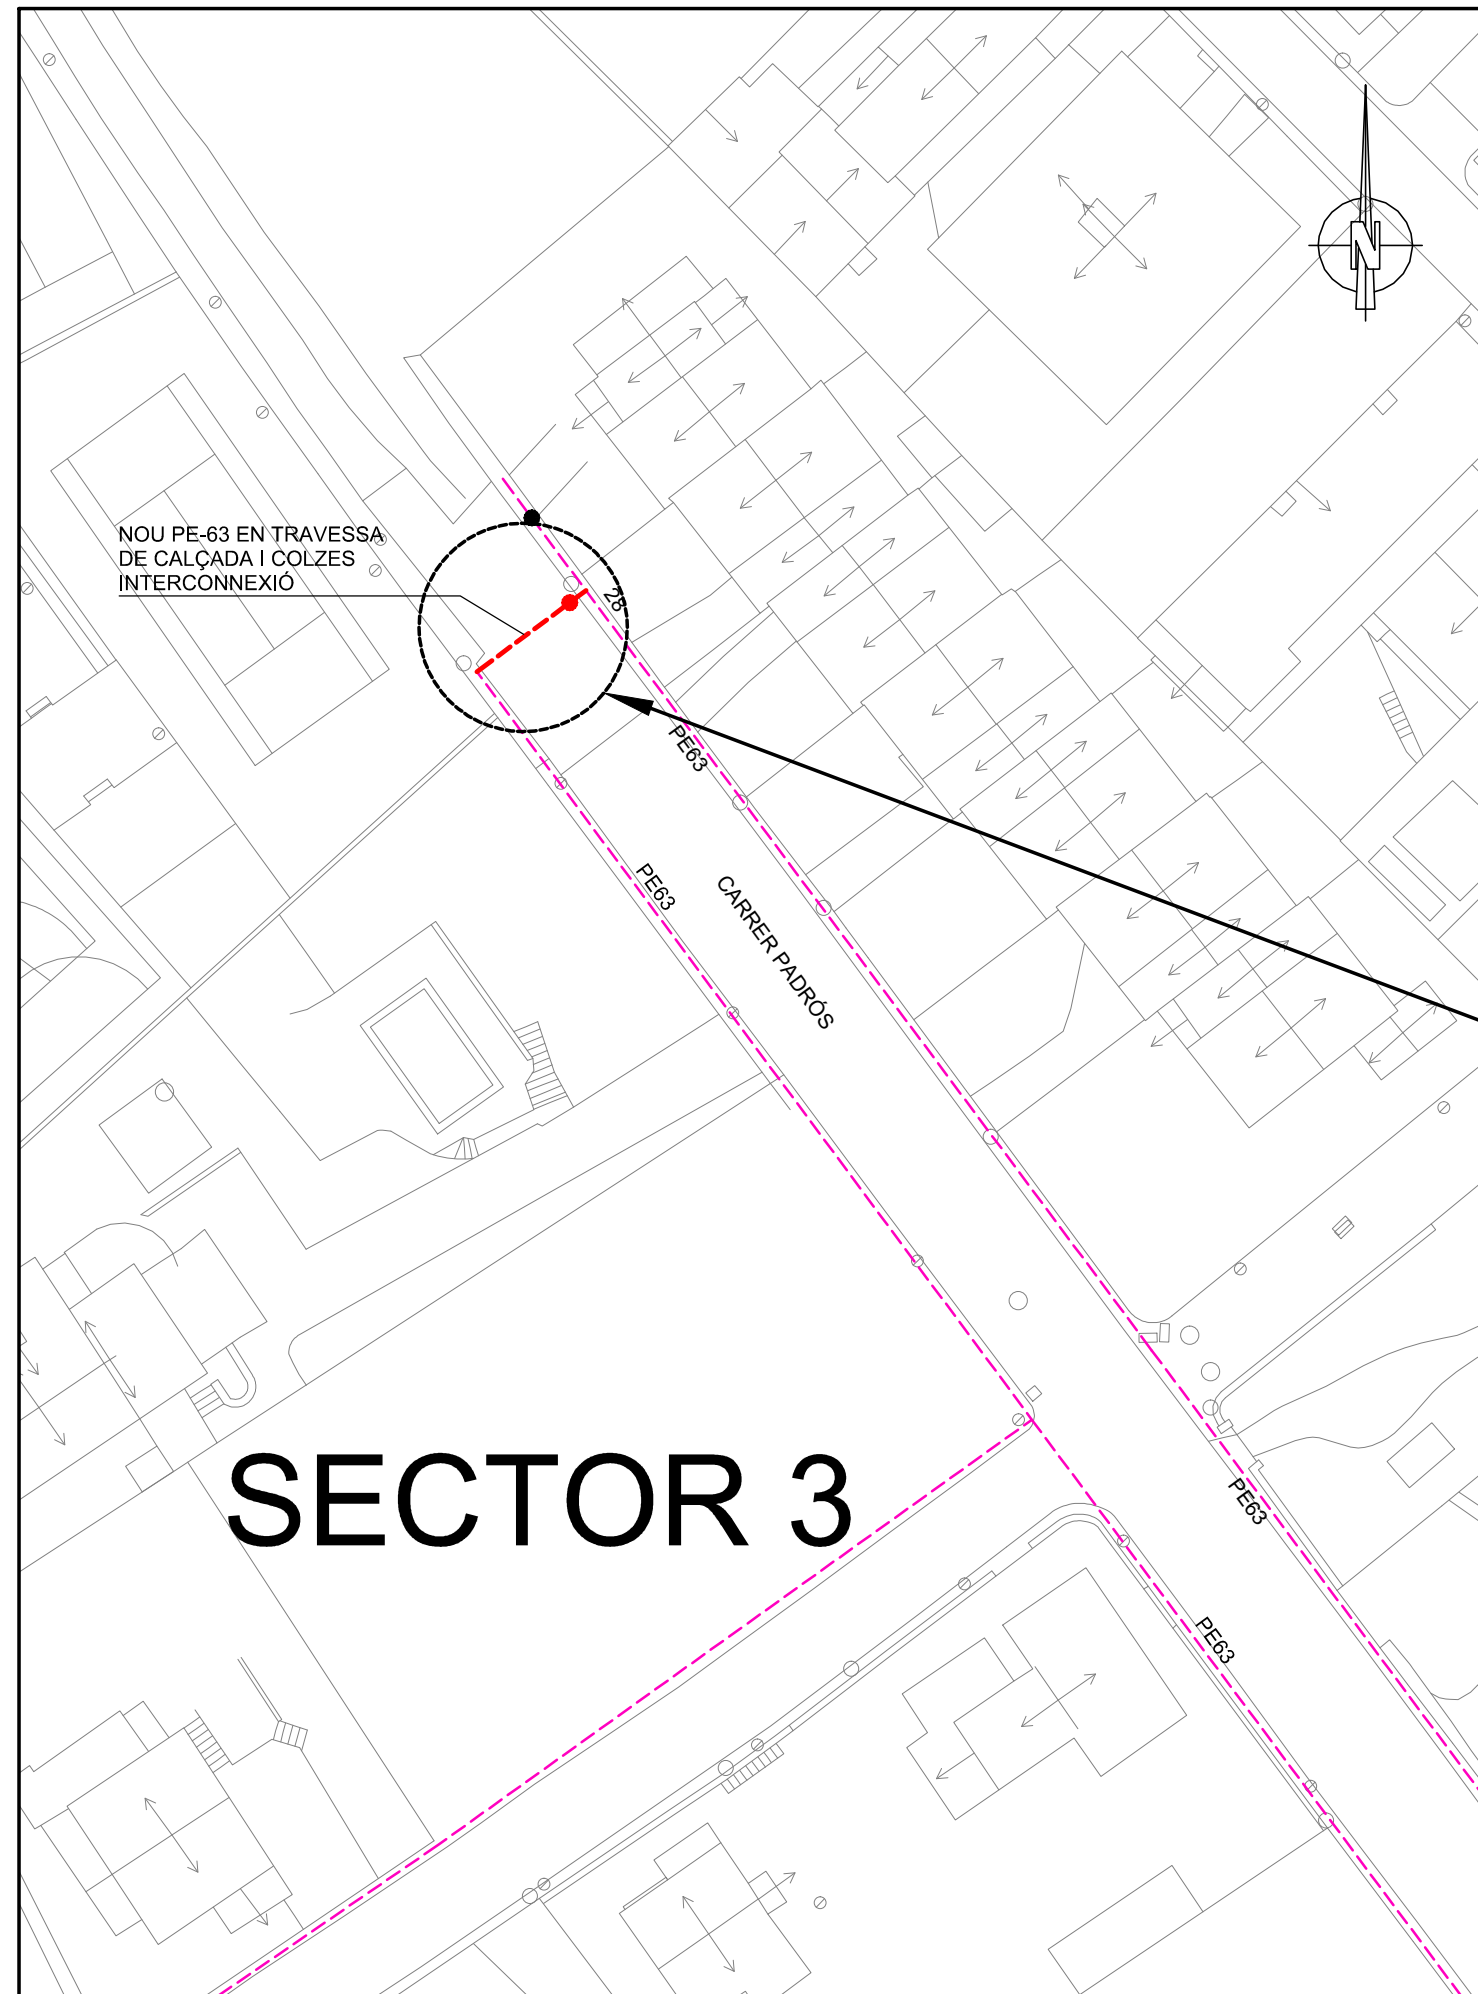 N
NOU PE-63 EN TRAVESSA
DE CALÇADA I COLZES
INTERCONNEXIÓ
28
PE63
PE63
CARRER PADRÓS
SECTOR 3
PE63
PE63